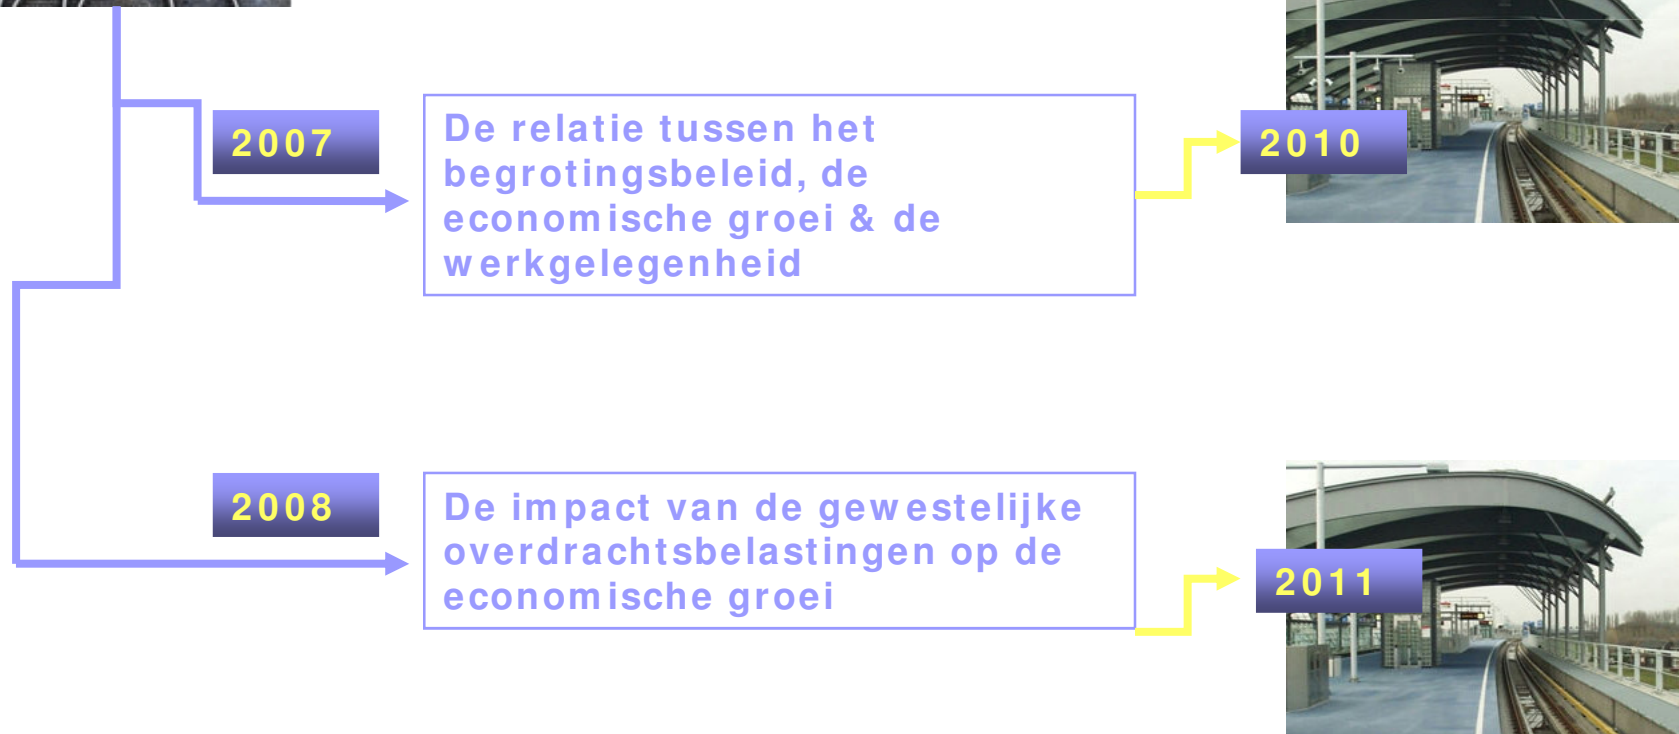 2007
De relatie tussen het
begrotingsbeleid, de
economische groei & de
werkgelegenheid
2010
2008
De impact van de gewestelijke
overdrachtsbelastingen op de
economische groei
2011